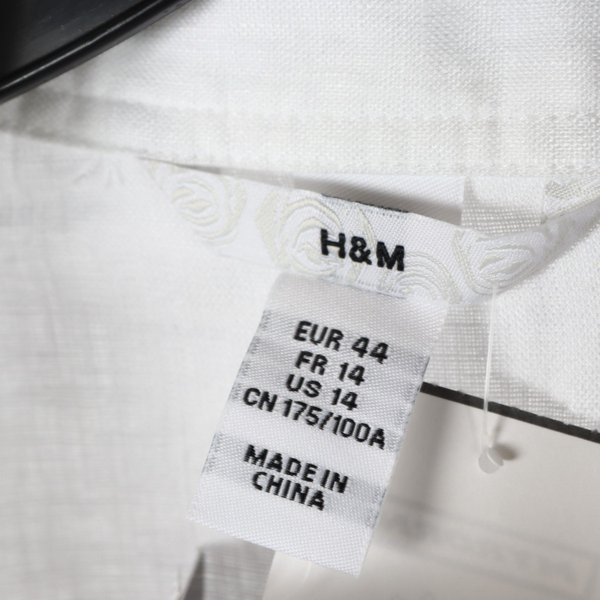 H&M
EUR 44
FR 14
US 14
CN 175/100A
MADE IN
CHINA